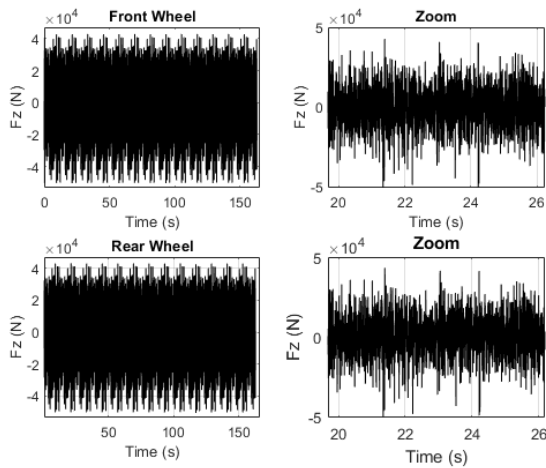 Front Wheel
×10⁴
4
2
0
-2
-4
Fz (N)
0
50
100
150
Time (s)
Zoom
×10⁴
5
0
-5
Fz (N)
20
22
24
26
Time (s)
Rear Wheel
×10⁴
4
2
0
-2
-4
Fz (N)
50
100
150
Time (s)
Zoom
×10⁴
5
0
-5
Fz (N)
20
22
24
26
Time (s)